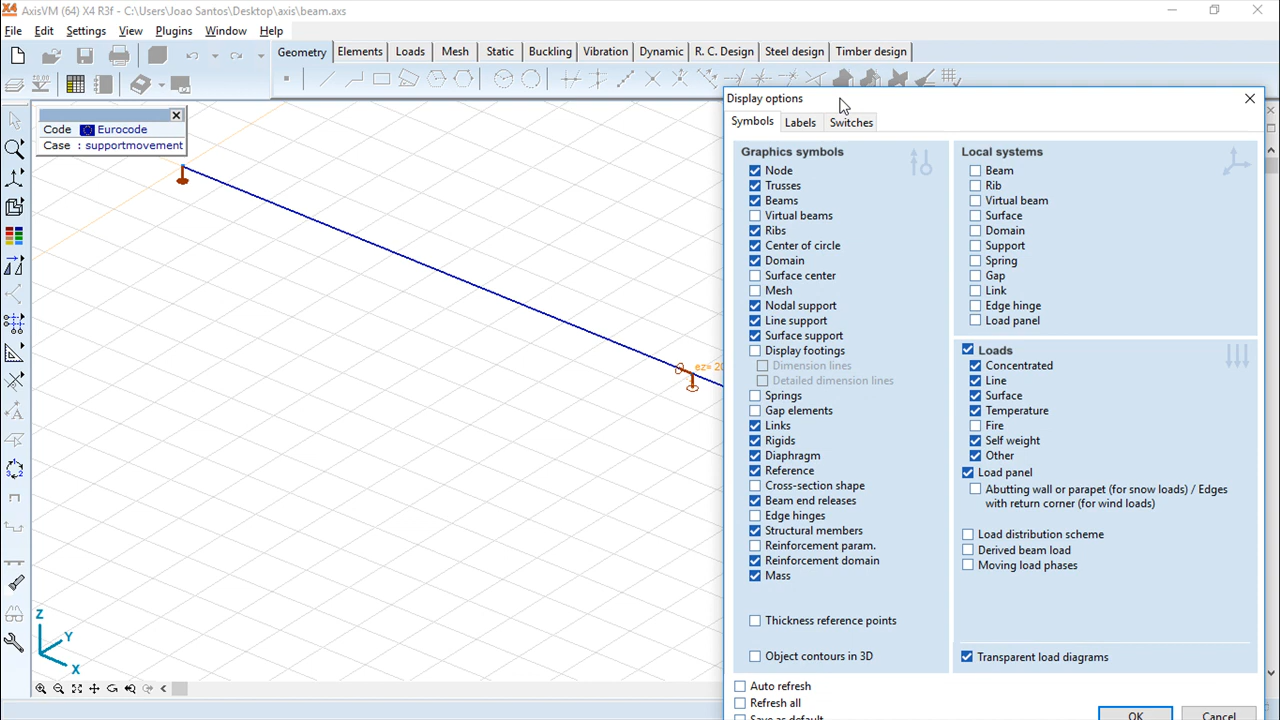 X4 AxisVM (64) X4 R3f - C:\Users\Joao Santos\Desktop\axis\beam.axs
File Edit Settings View Plugins Window Help
Geometry Elements Loads Mesh Static Buckling Vibration Dynamic R. C. Design Steel design Timber design
Code Eurocode
Case : supportmovement
ez= 20
Z
Y
X
Display options
Symbols Labels Switches
Graphics symbols
Node
Trusses
Beams
Virtual beams
Ribs
Center of circle
Domain
Surface center
Mesh
Nodal support
Line support
Surface support
Display footings
Dimension lines
Detailed dimension lines
Springs
Gap elements
Links
Rigids
Diaphragm
Reference
Cross-section shape
Beam end releases
Edge hinges
Structural members
Reinforcement param.
Reinforcement domain
Mass
Thickness reference points
Object contours in 3D
Local systems
Beam
Rib
Virtual beam
Surface
Domain
Support
Spring
Gap
Link
Edge hinge
Load panel
Loads
Concentrated
Line
Surface
Temperature
Fire
Self weight
Other
Load panel
Abutting wall or parapet (for snow loads) / Edges
with return corner (for wind loads)
Load distribution scheme
Derived beam load
Moving load phases
Transparent load diagrams
Auto refresh
Refresh all
Save as default
OK Cancel